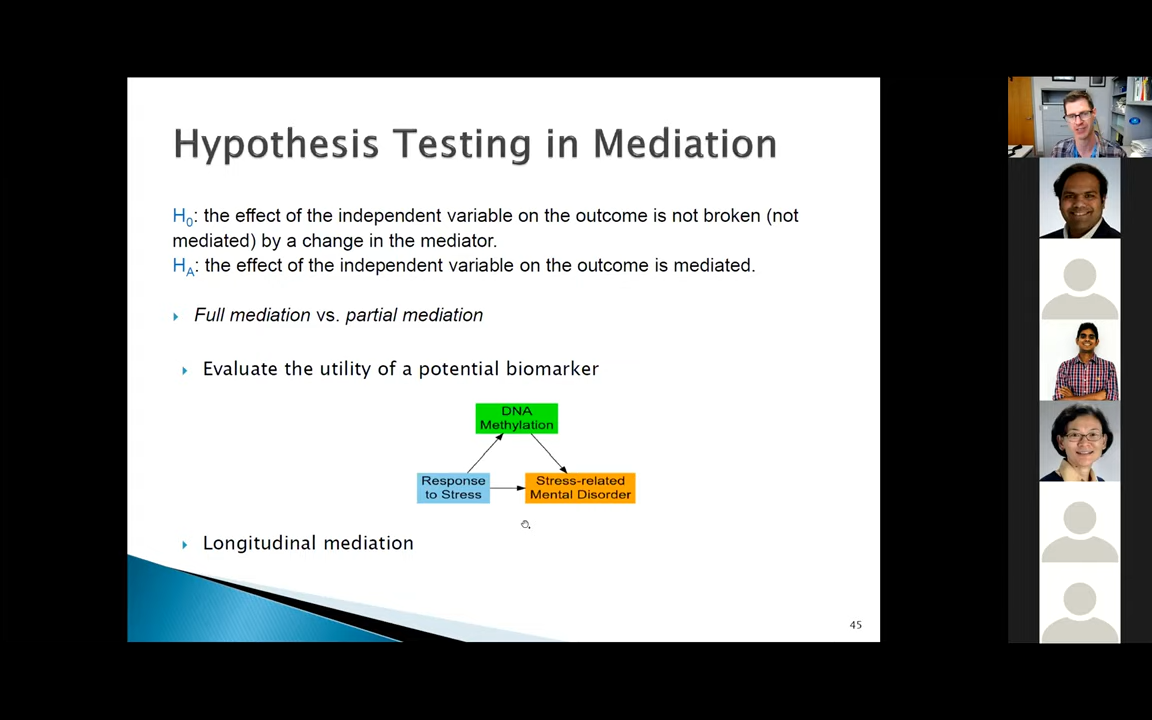 Hypothesis Testing in Mediation
H0: the effect of the independent variable on the outcome is not broken (not
mediated) by a change in the mediator.
HA: the effect of the independent variable on the outcome is mediated.
Full mediation vs. partial mediation
Evaluate the utility of a potential biomarker
DNA
Methylation
Response
to Stress
Stress-related
Mental Disorder
Longitudinal mediation
45